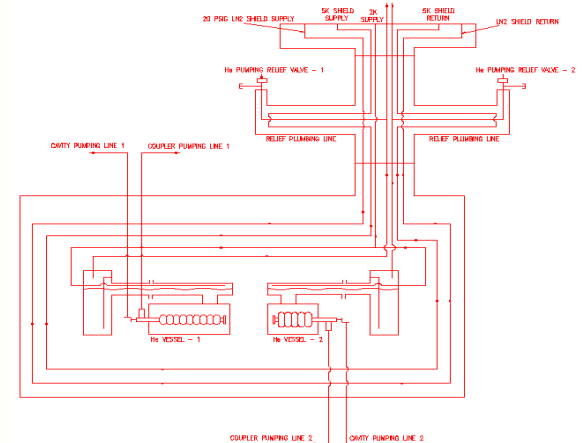 5K SHIELD
SUPPLY
2K
SUPPLY
5K SHIELD
RETURN
20 PSIG LN2 SHIELD SUPPLY
LN2 SHIELD RETURN
He PUMPING RELIEF VALVE - 1
He PUMPING RELIEF VALVE - 2
RELIEF PLUMBING LINE
RELIEF PLUMBING LINE
CAVITY PUMPING LINE 1
COUPLER PUMPING LINE 1
He VESSEL - 1
He VESSEL - 2
COUPLER PUMPING LINE 2
CAVITY PUMPING LINE 2